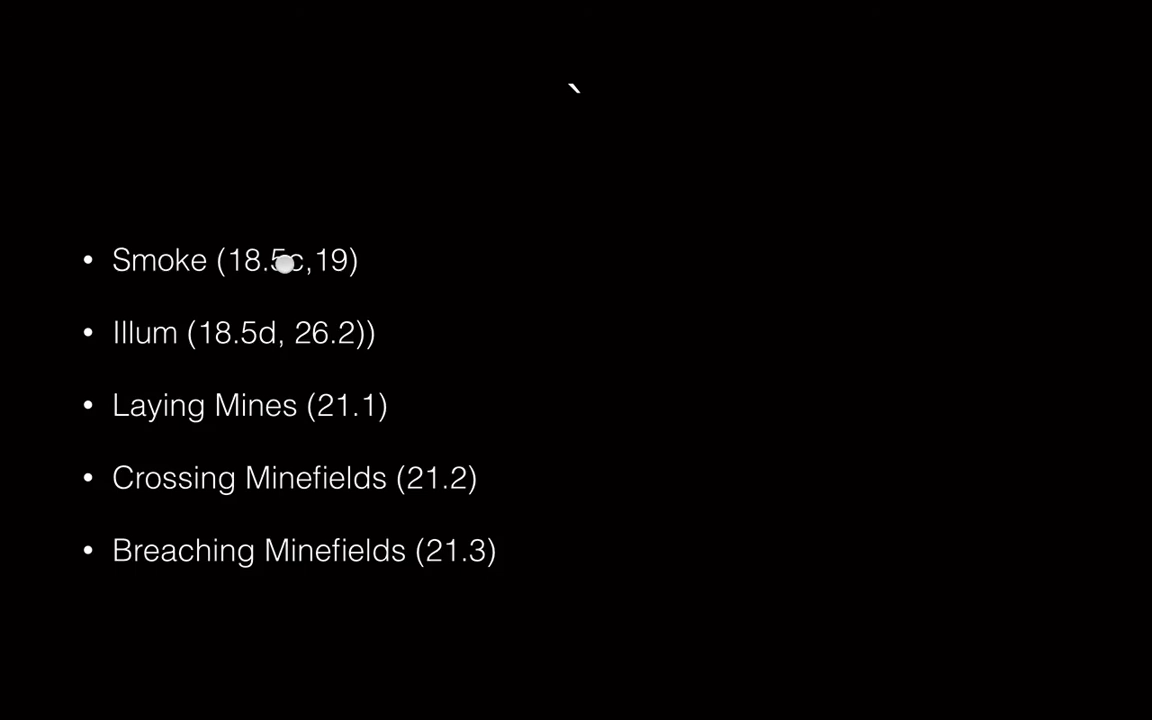 `
• Smoke (18.5c,19)
• Illum (18.5d, 26.2))
• Laying Mines (21.1)
• Crossing Minefields (21.2)
• Breaching Minefields (21.3)